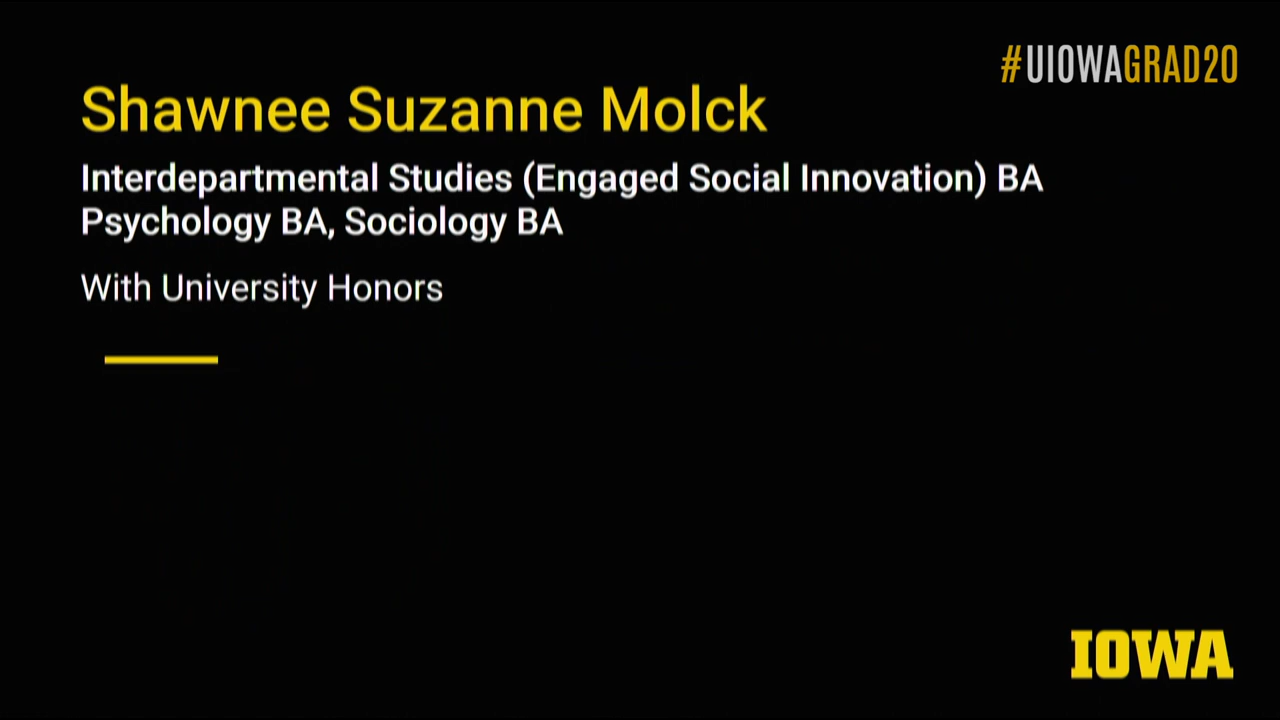 #UIOWAGRAD20
Shawnee Suzanne Molck
Interdepartmental Studies (Engaged Social Innovation) BA
Psychology BA, Sociology BA
With University Honors
IOWA